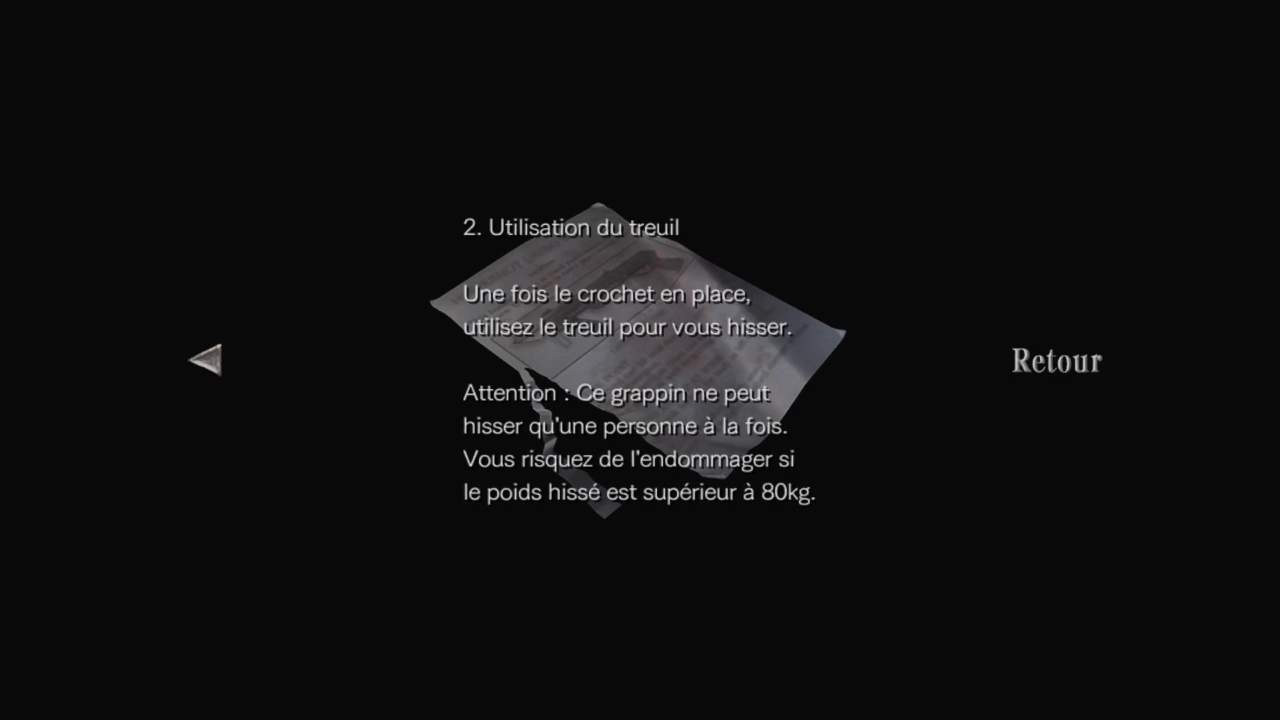 2. Utilisation du treuil
Une fois le crochet en place,
utilisez le treuil pour vous hisser.
Attention : Ce grappin ne peut
hisser qu'une personne à la fois.
Vous risquez de l'endommager si
le poids hissé est supérieur à 80kg.
Retour